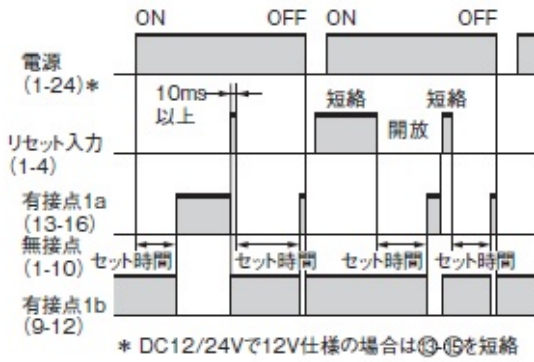 ON OFF ON OFF
電源
(1-24)*
10ms
以上
短絡 短絡
開放
リセット入力
(1-4)
有接点1a
(13-16)
無接点
(1-10)
セット時間 セット時間 セット時間 セット時間
有接点1b
(9-12)
* DC12/24Vで12V仕様の場合は⑬-⑮を短絡